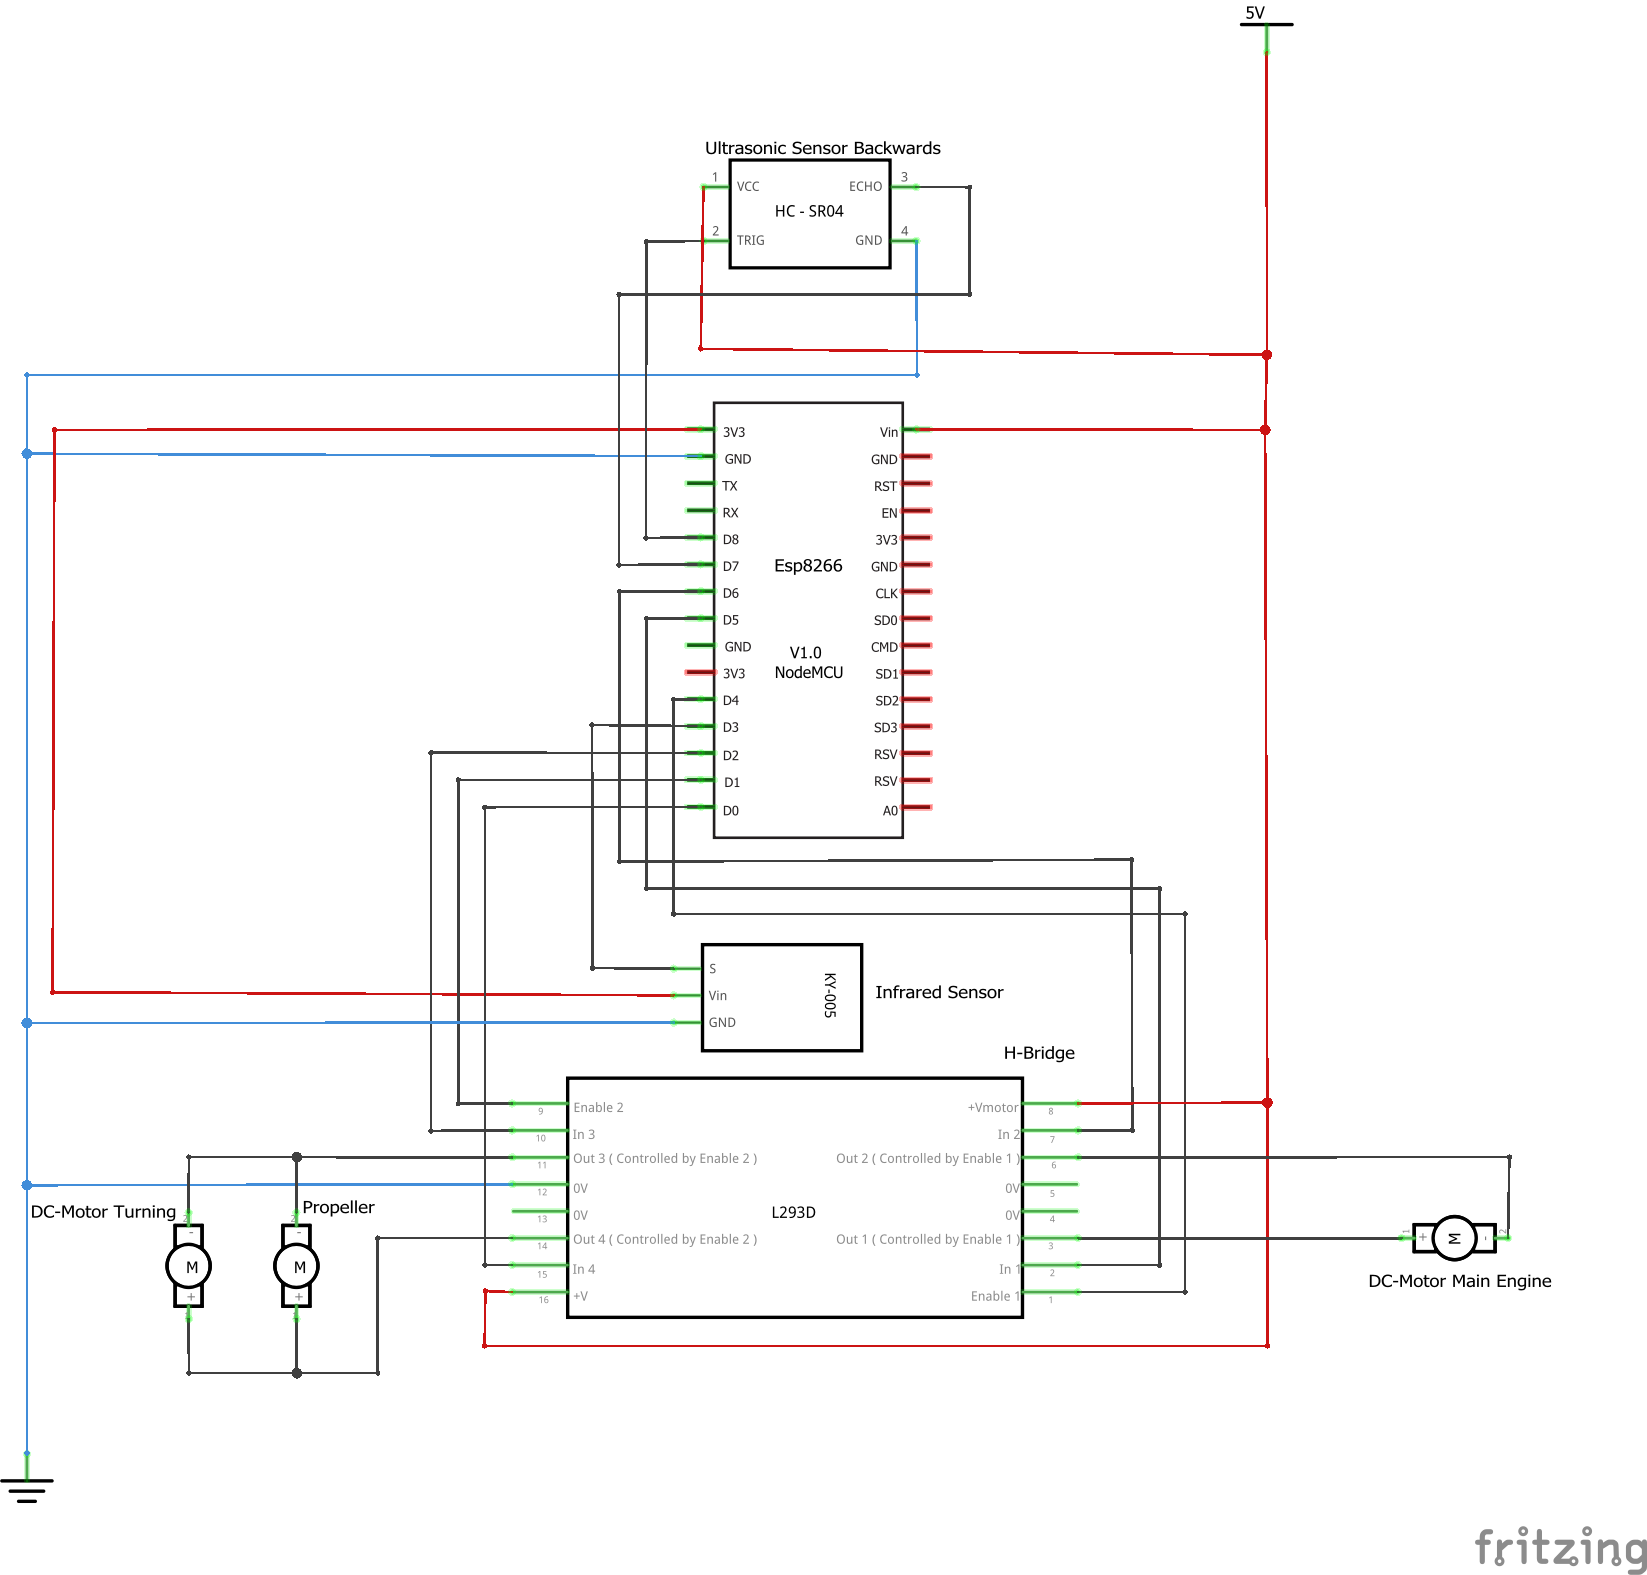 5V
Ultrasonic Sensor Backwards
1 VCC ECHO 3
HC - SR04
2 TRIG GND 4
3V3 Vin
GND GND
TX RST
RX EN
D8 3V3
D7 Esp8266 GND
D6 CLK
D5 SD0
GND V1.0 CMD
3V3 NodeMCU SD1
D4 SD2
D3 SD3
D2 RSV
D1 RSV
D0 A0
S
Vin KY-005 Infrared Sensor
GND
H-Bridge
9 Enable 2 +Vmotor 8
10 In 3 In 2 7
11 Out 3 ( Controlled by Enable 2 ) Out 2 ( Controlled by Enable 1 ) 6
12 0V 0V 5
13 0V L293D 0V 4
14 Out 4 ( Controlled by Enable 2 ) Out 1 ( Controlled by Enable 1 ) 3
15 In 4 In 1 2
16 +V Enable 1 1
DC-Motor Turning Propeller
2 2
- -
M M
+ +
1 + M - 2
DC-Motor Main Engine
fritzing